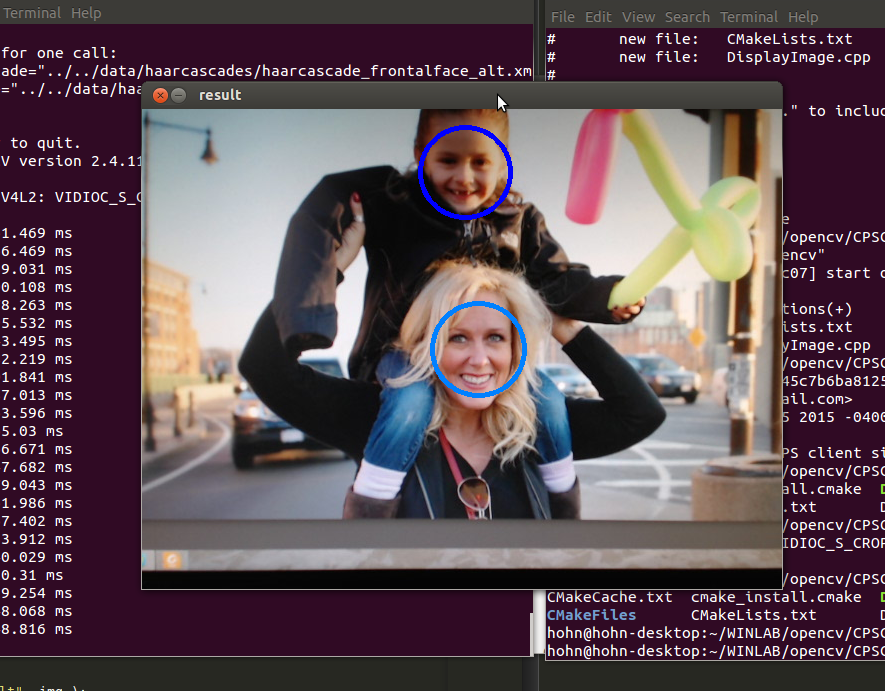 Terminal Help
for one call:
ade="../../data/haarcascades/haarcascade_frontalface_alt.xm
="../../data/haa
to quit.
V version 2.4.11
V4L2: VIDIOC_S_C
1.469 ms
6.469 ms
9.031 ms
0.108 ms
8.263 ms
5.532 ms
3.495 ms
2.219 ms
1.841 ms
7.013 ms
3.596 ms
5.03 ms
6.671 ms
7.682 ms
9.043 ms
1.986 ms
7.402 ms
3.912 ms
0.029 ms
0.31 ms
9.254 ms
8.068 ms
8.816 ms
lt", img );
result
File Edit View Search Terminal Help
# new file: CMakeLists.txt
# new file: DisplayImage.cpp
#
." to includ
e
/opencv/CPSC
encv"
c07] start c
tions(+)
ists.txt
yImage.cpp
/opencv/CPSC
45c7b6ba8125
ail.com>
5 2015 -0400
PS client si
/opencv/CPSC
all.cmake D
.txt D
/opencv/CPSC
IDIOC_S_CROP
/opencv/CPSC
CMakeCache.txt cmake_install.cmake D
CMakeFiles CMakeLists.txt D
hohn@hohn-desktop:~/WINLAB/opencv/CPSC
hohn@hohn-desktop:~/WINLAB/opencv/CPSC